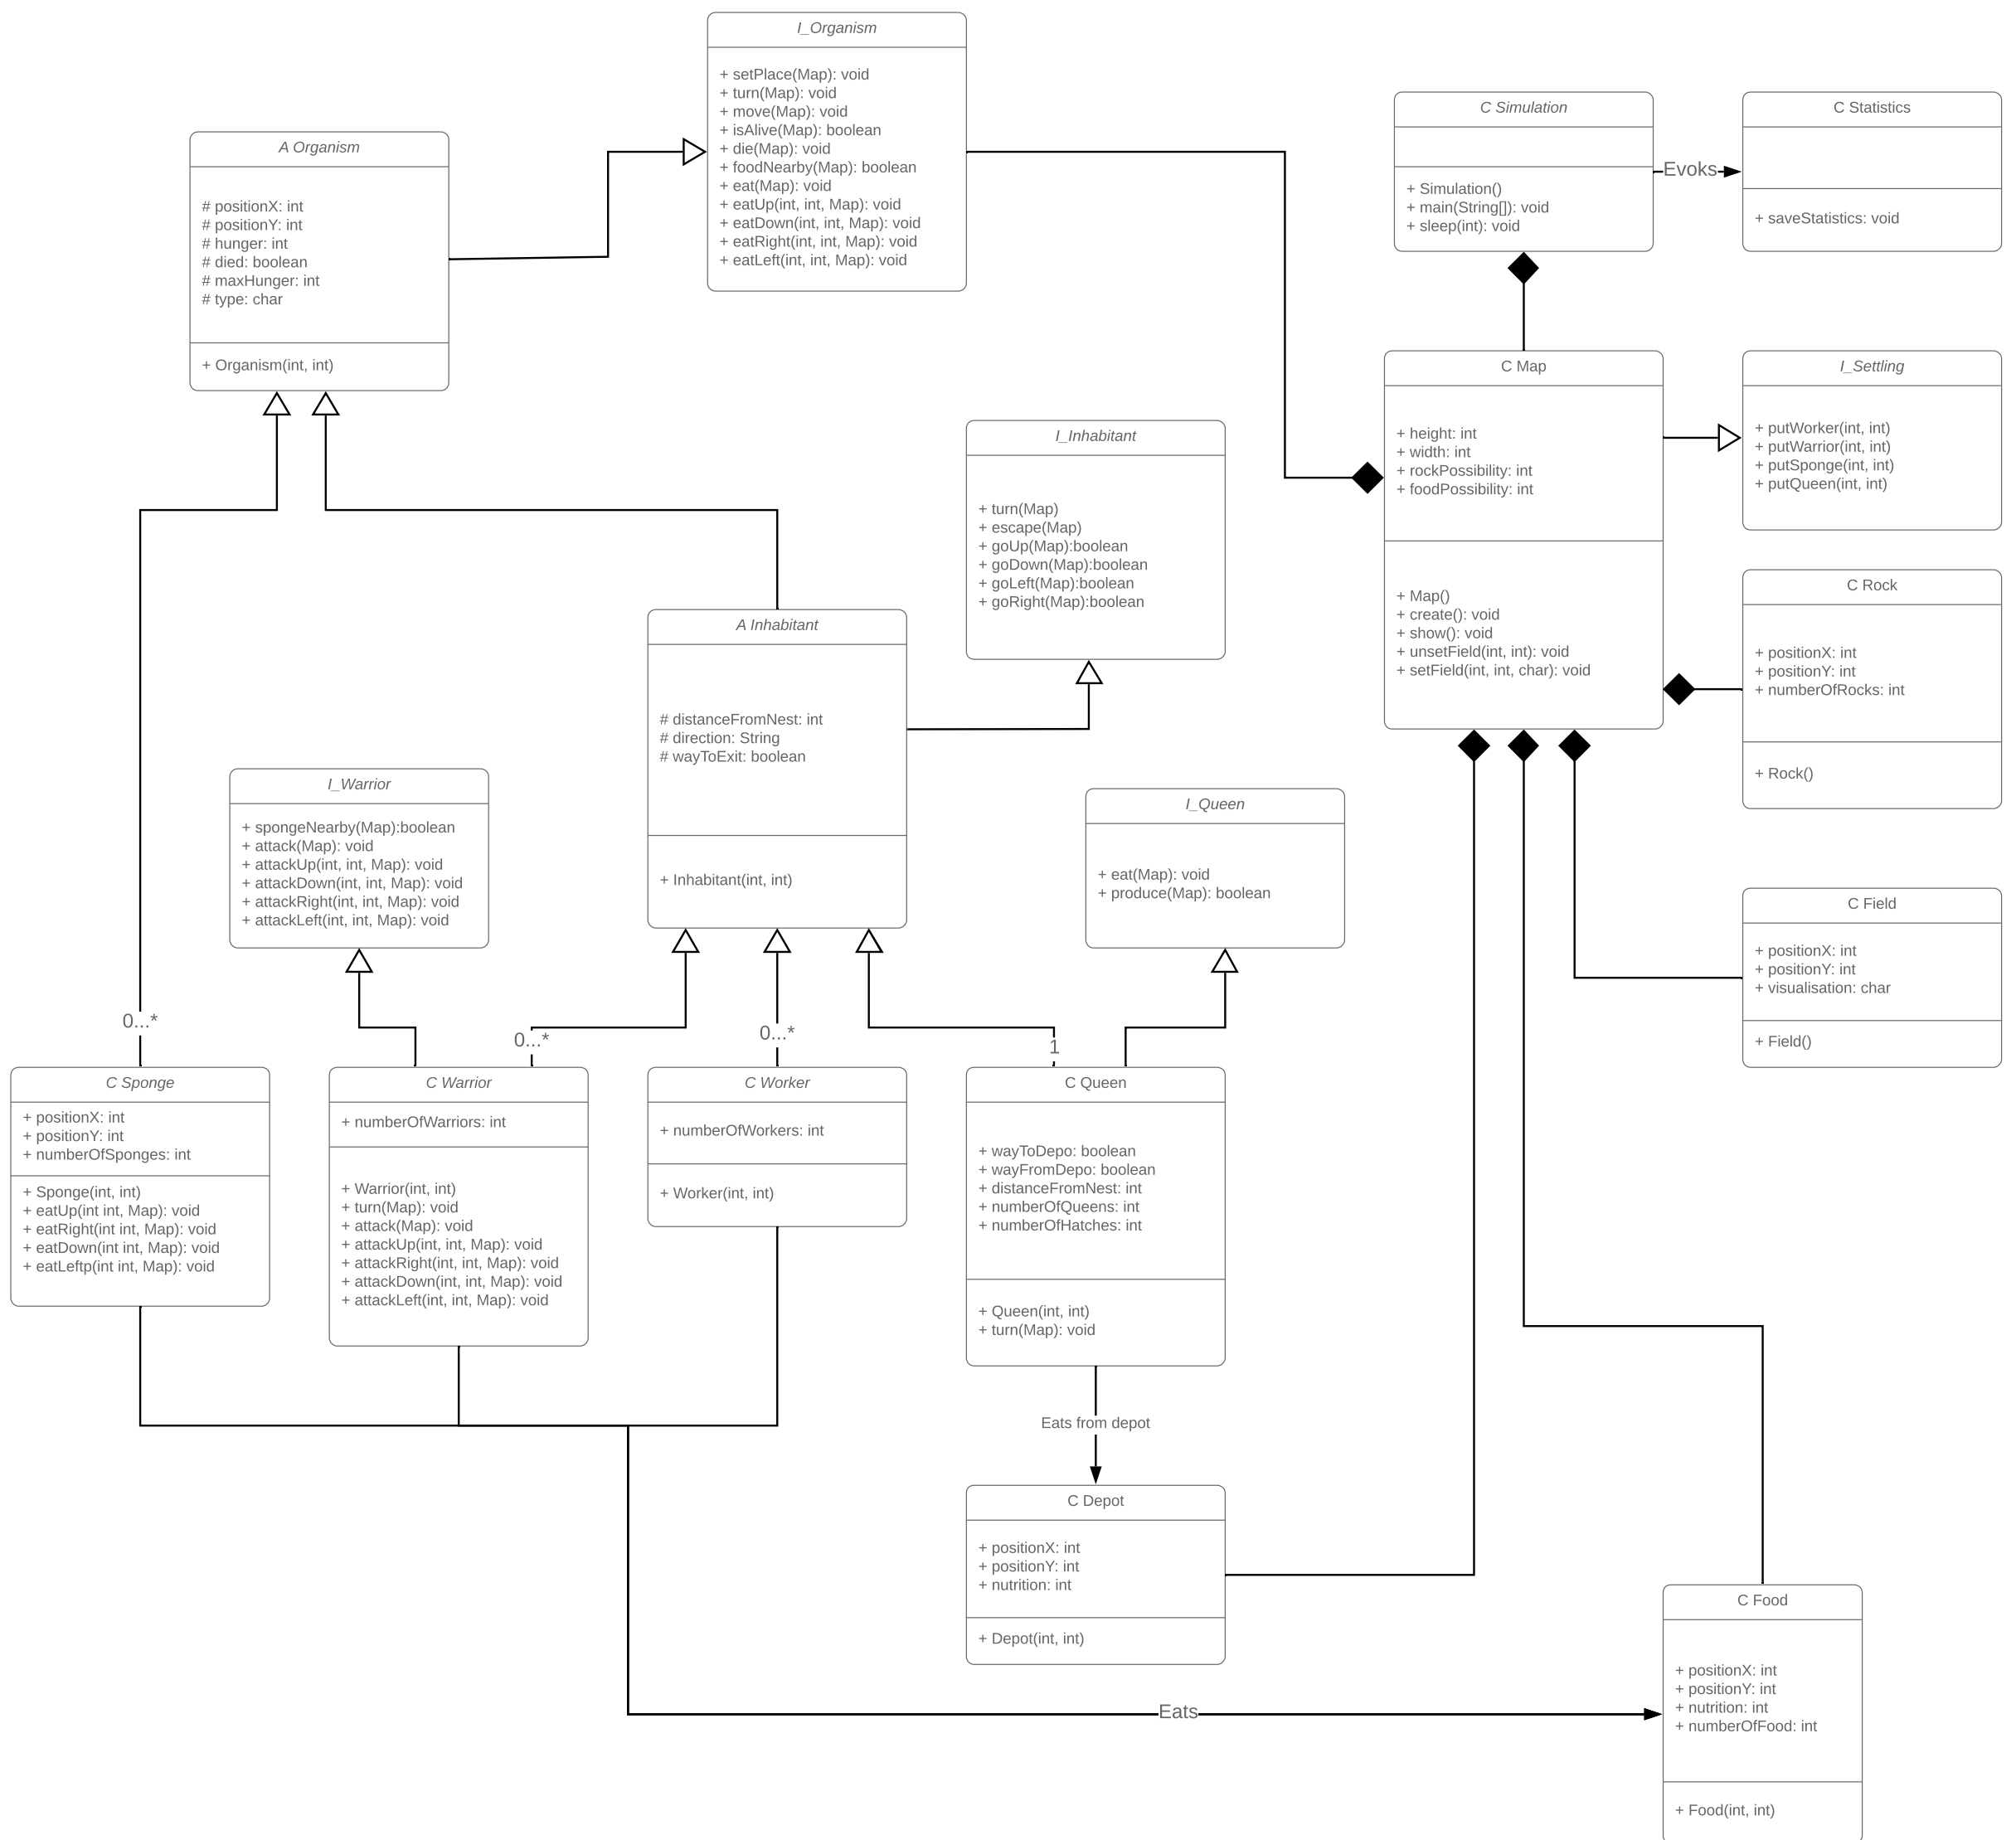 I_Organism
+ setPlace(Map): void
+ turn(Map): void
+ move(Map): void
+ isAlive(Map): boolean
+ die(Map): void
+ foodNearby(Map): boolean
+ eat(Map): void
+ eatUp(int, int, Map): void
+ eatDown(int, int, Map): void
+ eatRight(int, int, Map): void
+ eatLeft(int, int, Map): void
C Simulation
+ Simulation()
+ main(String[]): void
+ sleep(int): void
Evoks
C Statistics
+ saveStatistics: void
A Organism
# positionX: int
# positionY: int
# hunger: int
# died: boolean
# maxHunger: int
# type: char
+ Organism(int, int)
C Map
+ height: int
+ width: int
+ rockPossibility: int
+ foodPossibility: int
+ Map()
+ create(): void
+ show(): void
+ unsetField(int, int): void
+ setField(int, int, char): void
I_Settling
+ putWorker(int, int)
+ putWarrior(int, int)
+ putSponge(int, int)
+ putQueen(int, int)
I_Inhabitant
+ turn(Map)
+ escape(Map)
+ goUp(Map):boolean
+ goDown(Map):boolean
+ goLeft(Map):boolean
+ goRight(Map):boolean
C Rock
+ positionX: int
+ positionY: int
+ numberOfRocks: int
+ Rock()
A Inhabitant
# distanceFromNest: int
# direction: String
# wayToExit: boolean
+ Inhabitant(int, int)
I_Warrior
+ spongeNearby(Map):boolean
+ attack(Map): void
+ attackUp(int, int, Map): void
+ attackDown(int, int, Map): void
+ attackRight(int, int, Map): void
+ attackLeft(int, int, Map): void
I_Queen
+ eat(Map): void
+ produce(Map): boolean
C Field
+ positionX: int
+ positionY: int
+ visualisation: char
+ Field()
0...*
0...*
0...*
1
C Sponge
+ positionX: int
+ positionY: int
+ numberOfSponges: int
+ Sponge(int, int)
+ eatUp(int int, Map): void
+ eatRight(int int, Map): void
+ eatDown(int int, Map): void
+ eatLeftp(int int, Map): void
C Warrior
+ numberOfWarriors: int
+ Warrior(int, int)
+ turn(Map): void
+ attack(Map): void
+ attackUp(int, int, Map): void
+ attackRight(int, int, Map): void
+ attackDown(int, int, Map): void
+ attackLeft(int, int, Map): void
C Worker
+ numberOfWorkers: int
+ Worker(int, int)
C Queen
+ wayToDepo: boolean
+ wayFromDepo: boolean
+ distanceFromNest: int
+ numberOfQueens: int
+ numberOfHatches: int
+ Queen(int, int)
+ turn(Map): void
Eats from depot
C Depot
+ positionX: int
+ positionY: int
+ nutrition: int
+ Depot(int, int)
Eats
C Food
+ positionX: int
+ positionY: int
+ nutrition: int
+ numberOfFood: int
+ Food(int, int)